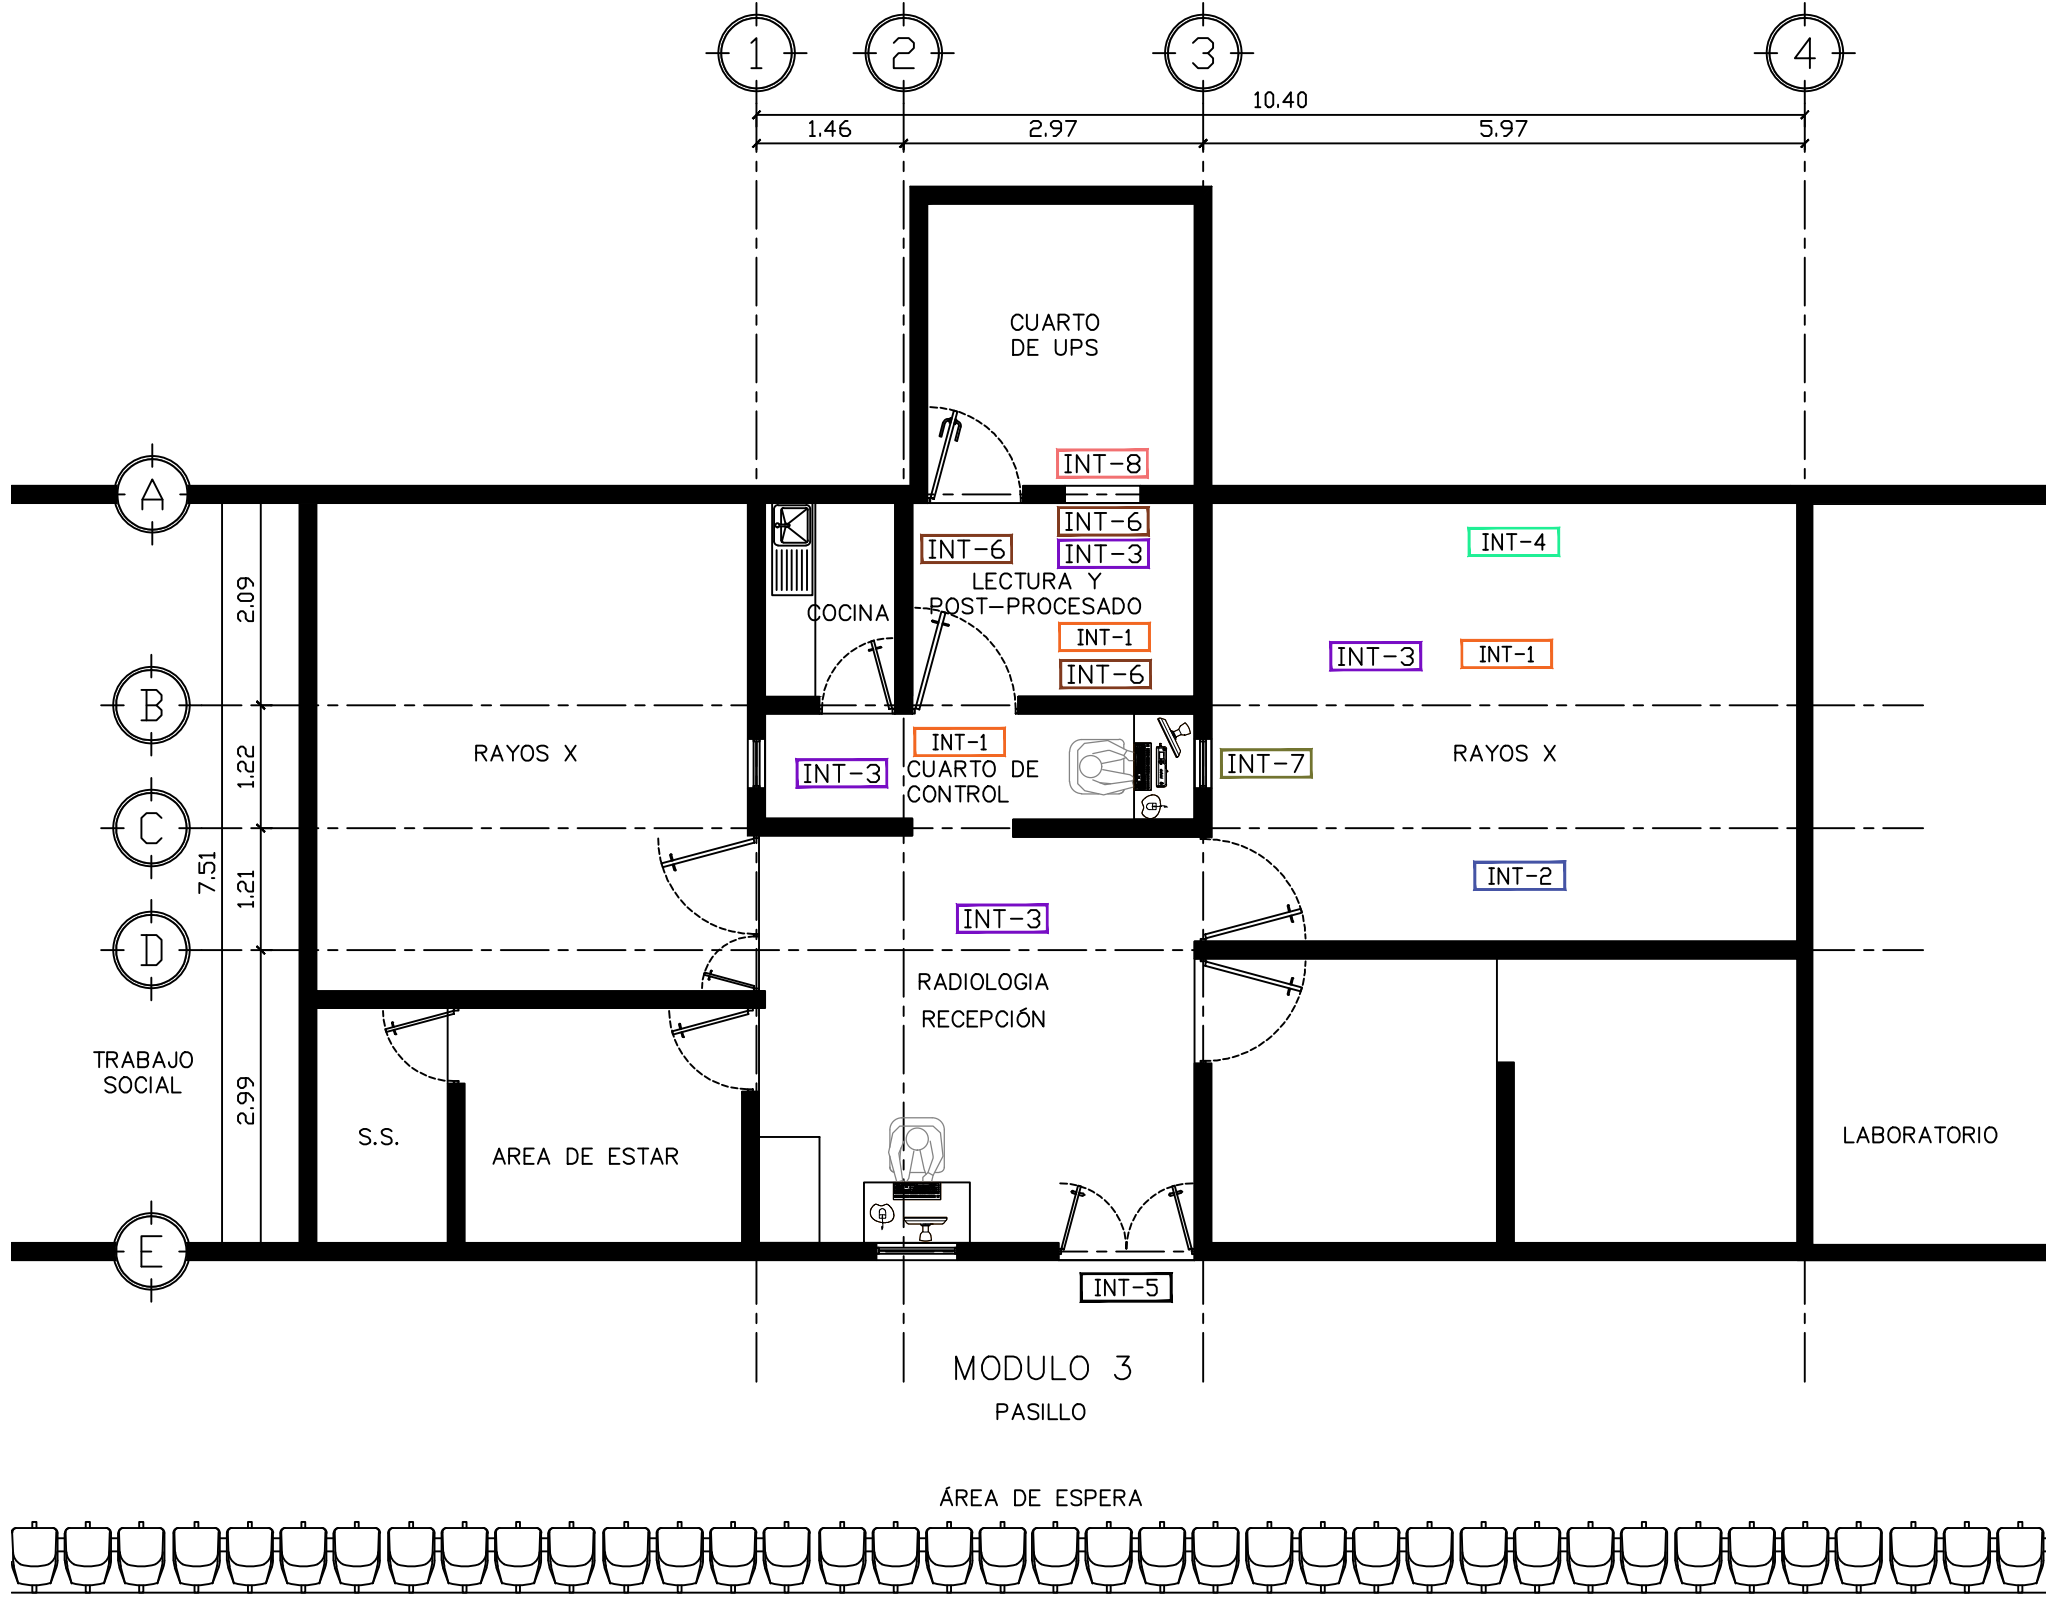 1 2 3 4
10.40
1.46 2.97 5.97
CUARTO
DE UPS
INT-8
A
INT-6
INT-6
INT-3
INT-4
LECTURA Y
POST-PROCESADO
COCINA
2.09
INT-1
INT-3
INT-1
INT-6
B
INT-1
RAYOS X
RAYOS X
INT-7
INT-3
CUARTO DE
CONTROL
1.22
C
7.51
1.21
INT-2
INT-3
D
RADIOLOGIA
RECEPCIÓN
TRABAJO
SOCIAL
2.99
S.S.
AREA DE ESTAR
LABORATORIO
E
INT-5
MODULO 3
PASILLO
ÁREA DE ESPERA